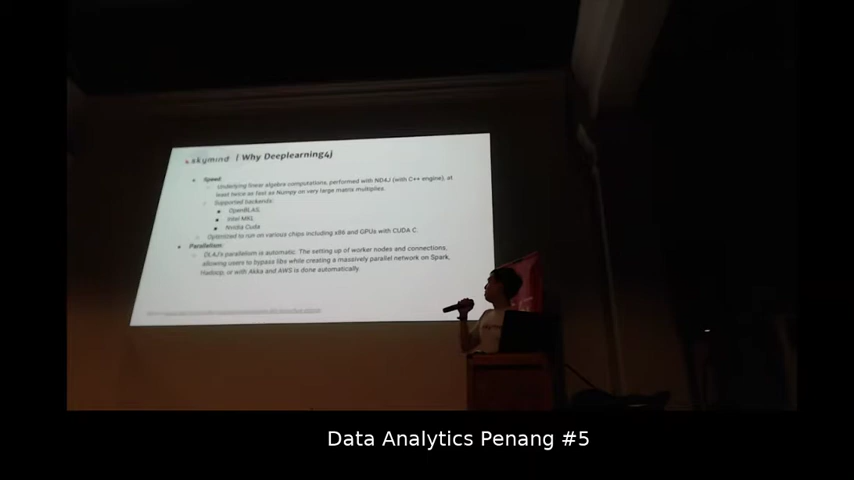 skymind | Why Deeplearning4j
Speed:
Underlying linear algebra computations, performed with ND4J (with C++ engine), at
least twice as fast as Numpy on very large matrix multiplies.
Supported backends:
OpenBLAS
Intel MKL
Nvidia Cuda
Optimized to run on various chips including x86 and GPUs with CUDA C.
Parallelism:
DL4J's parallelism is automatic. The setting up of worker nodes and connections,
allowing users to bypass libs while creating a massively parallel network on Spark,
Hadoop, or with Akka and AWS is done automatically.
Data Analytics Penang #5